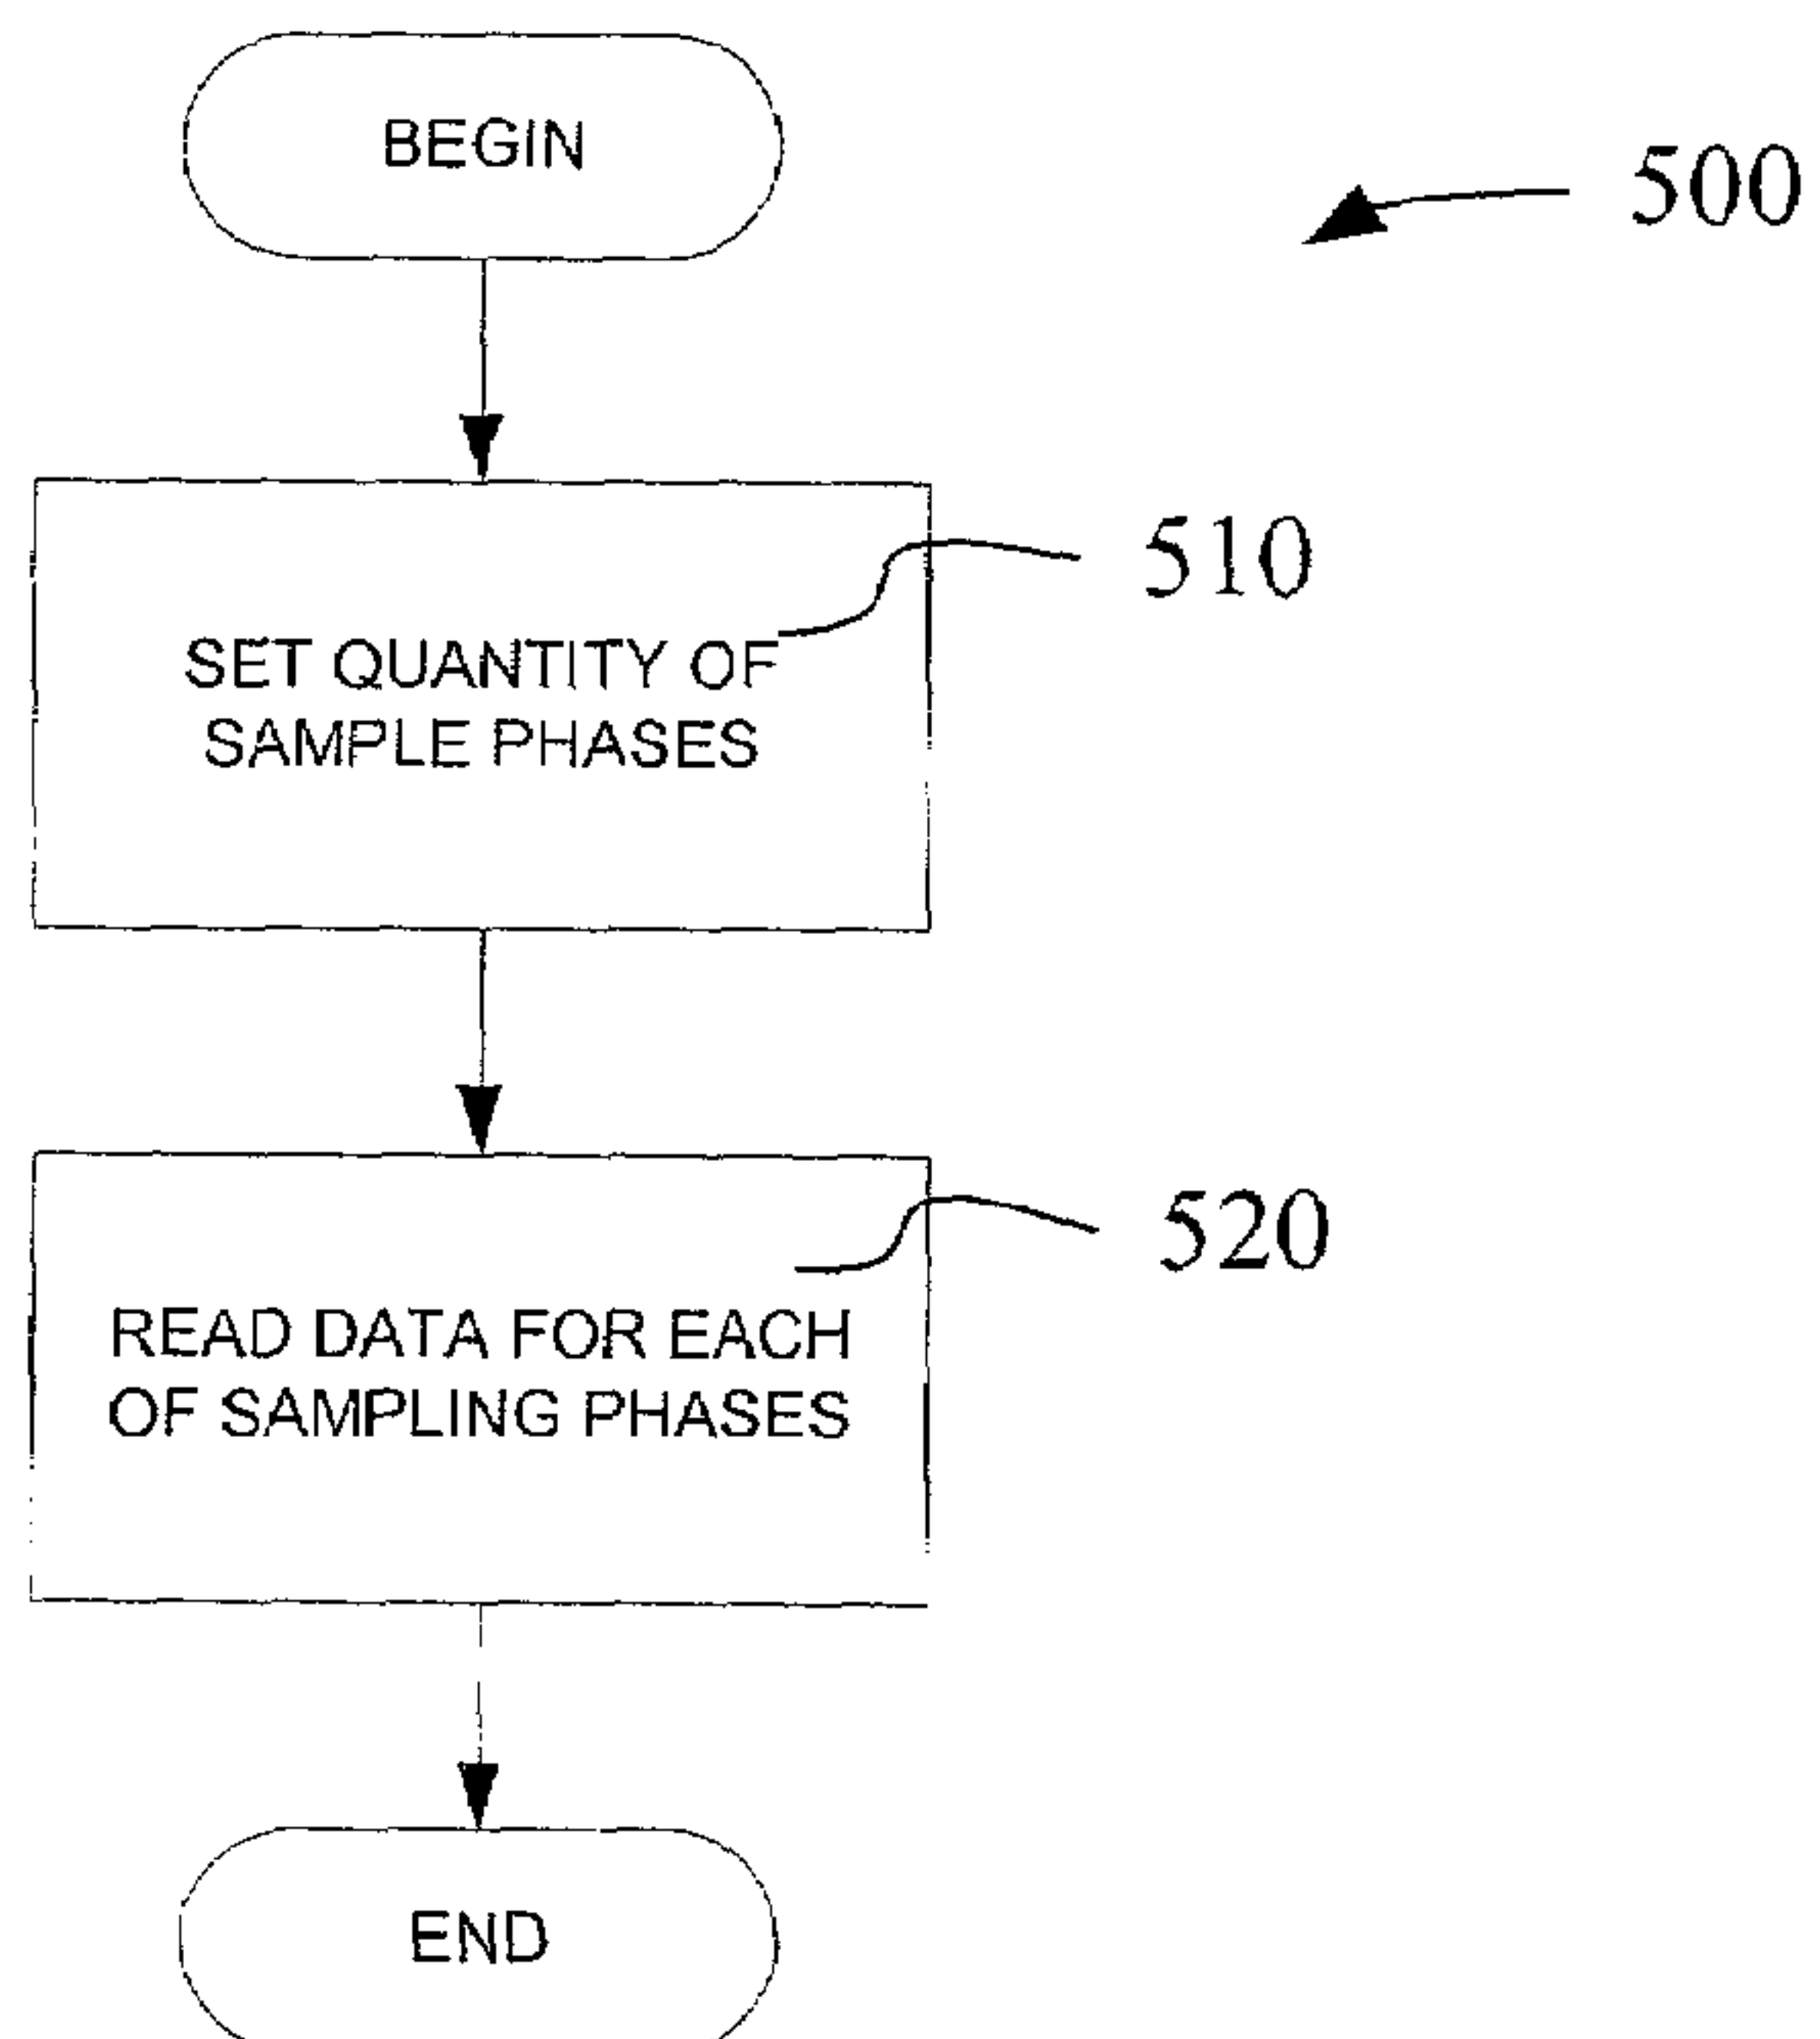 BEGIN
500
510
SET QUANTITY OF
SAMPLE PHASES
520
READ DATA FOR EACH
OF SAMPLING PHASES
END